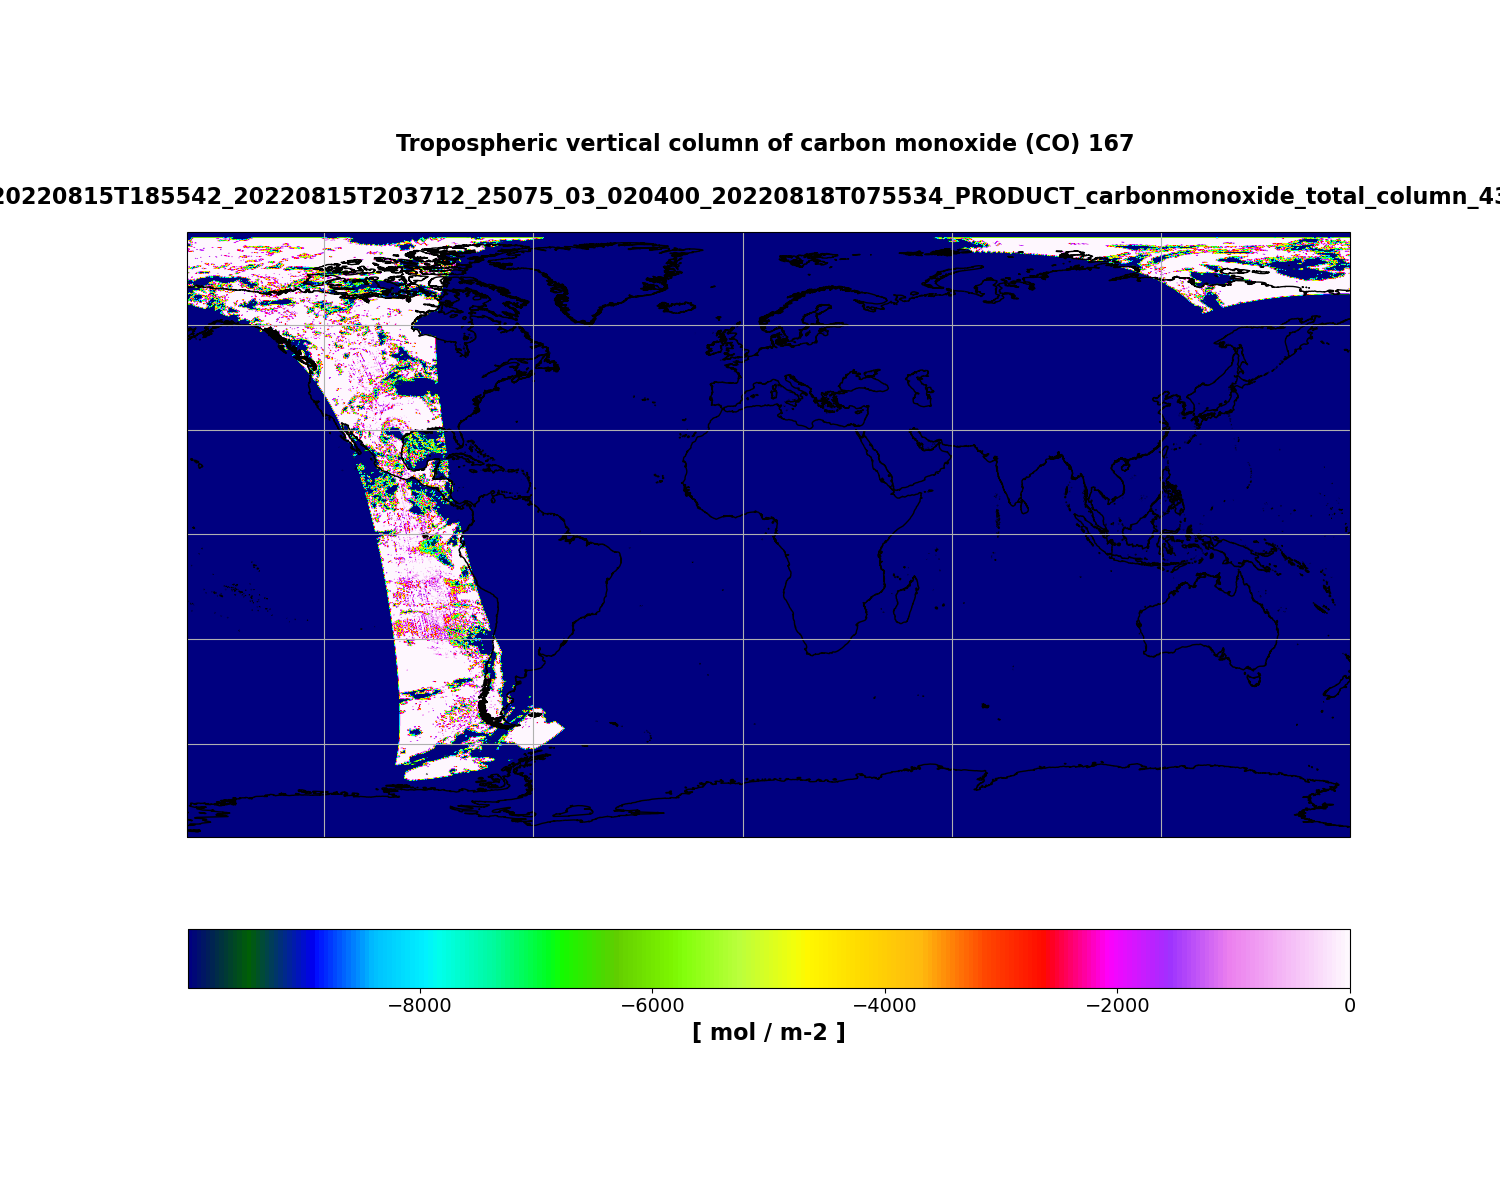 Tropospheric vertical column of carbon monoxide (CO) 167
20220815T185542_20220815T203712_25075_03_020400_20220818T075534_PRODUCT_carbonmonoxide_total_column_43
−8000 −6000 −4000 −2000 0
[ mol / m-2 ]